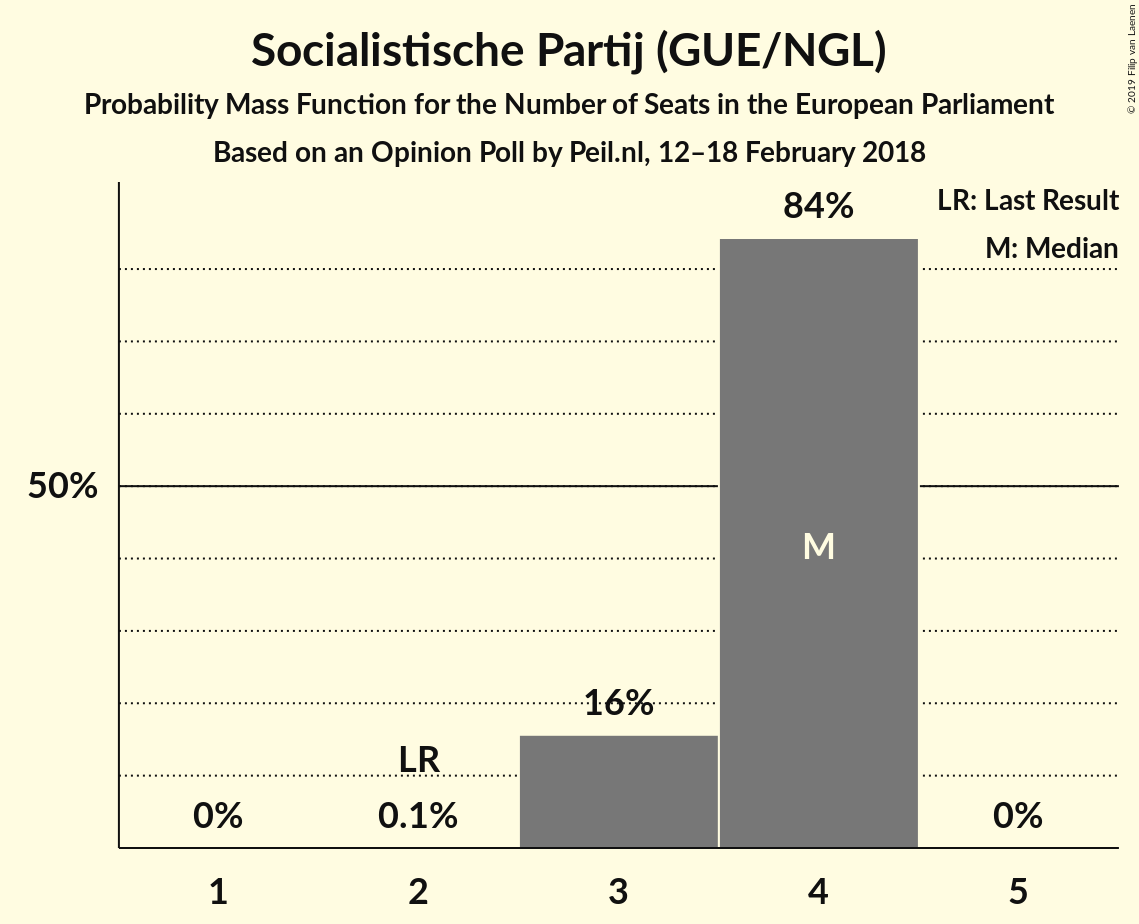 Socialistische Partij (GUE/NGL)
Probability Mass Function for the Number of Seats in the European Parliament
Based on an Opinion Poll by Peil.nl, 12–18 February 2018
© 2019 Filip van Laenen
LR: Last Result
M: Median
84%
50%
M
16%
LR
0%
0.1%
0%
1
2
3
4
5